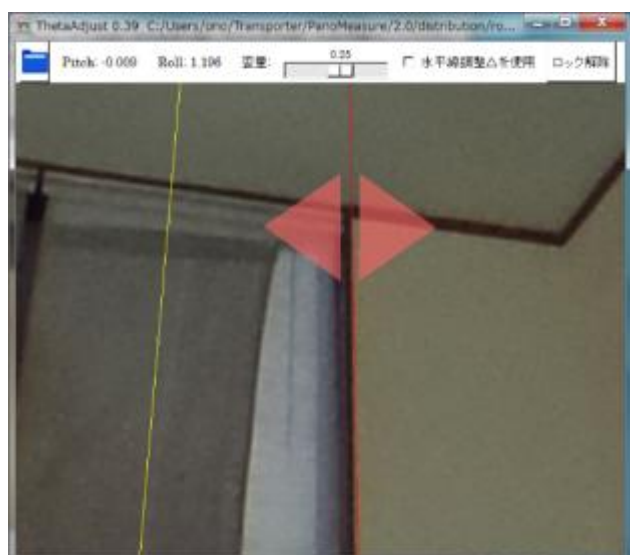 ThetaAdjust 0.39 C:/Users/ono/Transporter/PanoMeasure/2.0/distribution/ro...
Pitch: -0.009 Roll: 1.196 変量: 0.25 水平線調整△を使用 ロック解除